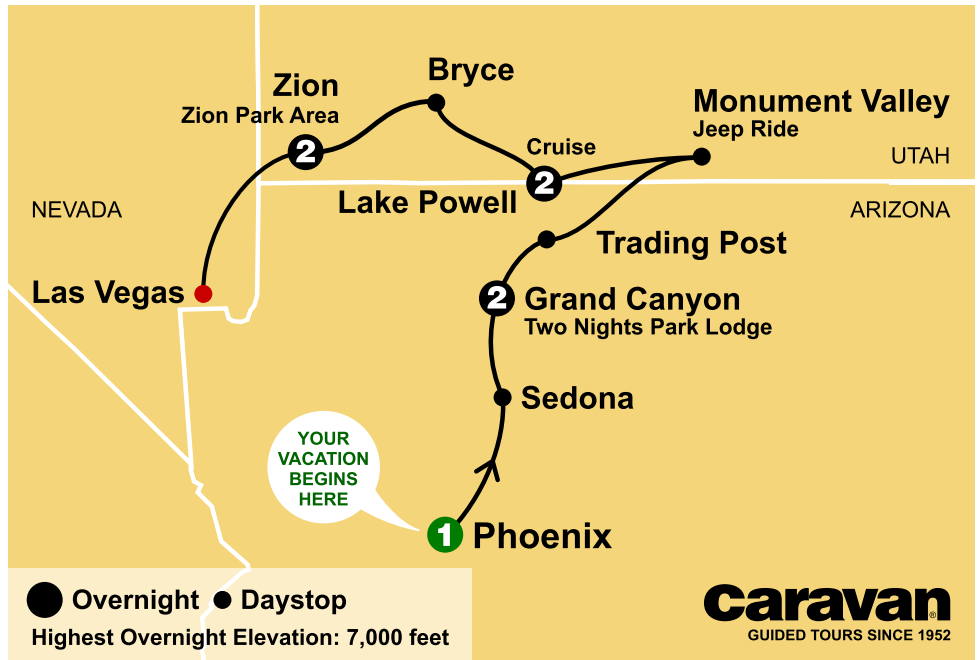 Bryce
Zion
Zion Park Area
2
Monument Valley
Jeep Ride
Cruise
UTAH
2
Lake Powell
NEVADA
ARIZONA
Trading Post
Las Vegas
2
Grand Canyon
Two Nights Park Lodge
Sedona
YOUR
VACATION
BEGINS
HERE
1
Phoenix
Overnight
Daystop
Highest Overnight Elevation: 7,000 feet
caravan®
GUIDED TOURS SINCE 1952